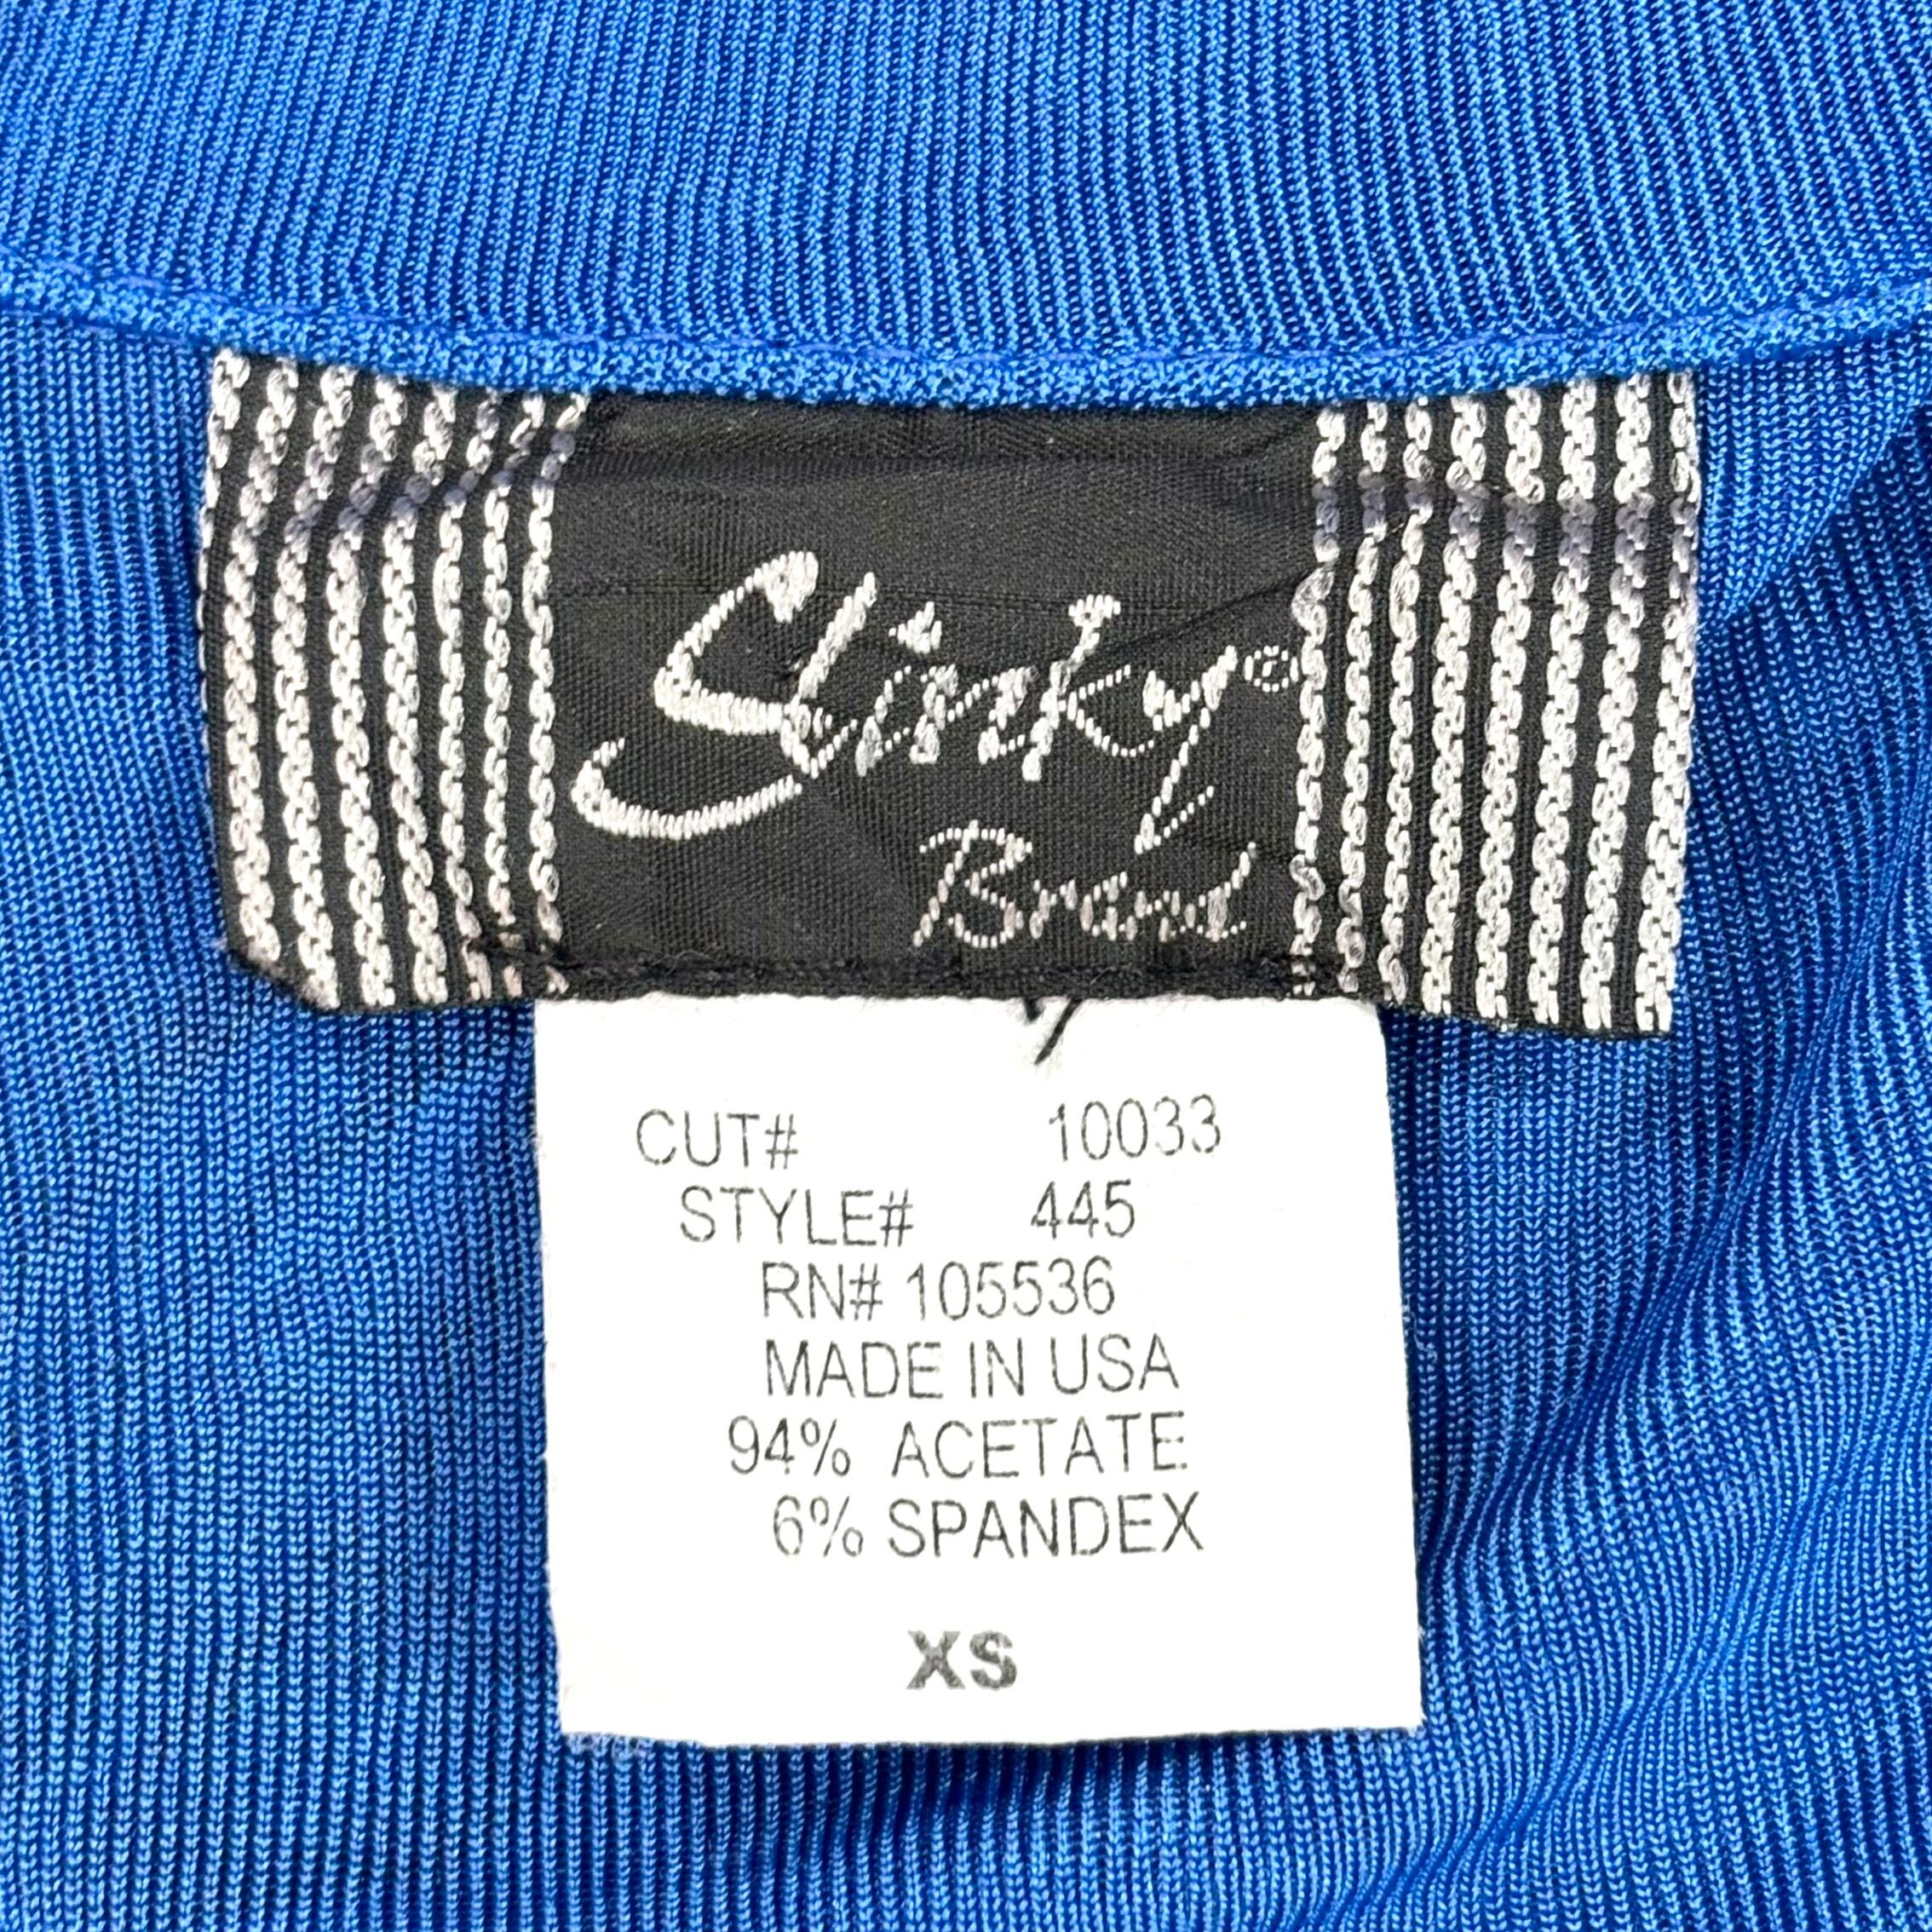 Slinky©
Brand
CUT# 10033
STYLE# 445
RN# 105536
MADE IN USA
94% ACETATE
6% SPANDEX
XS